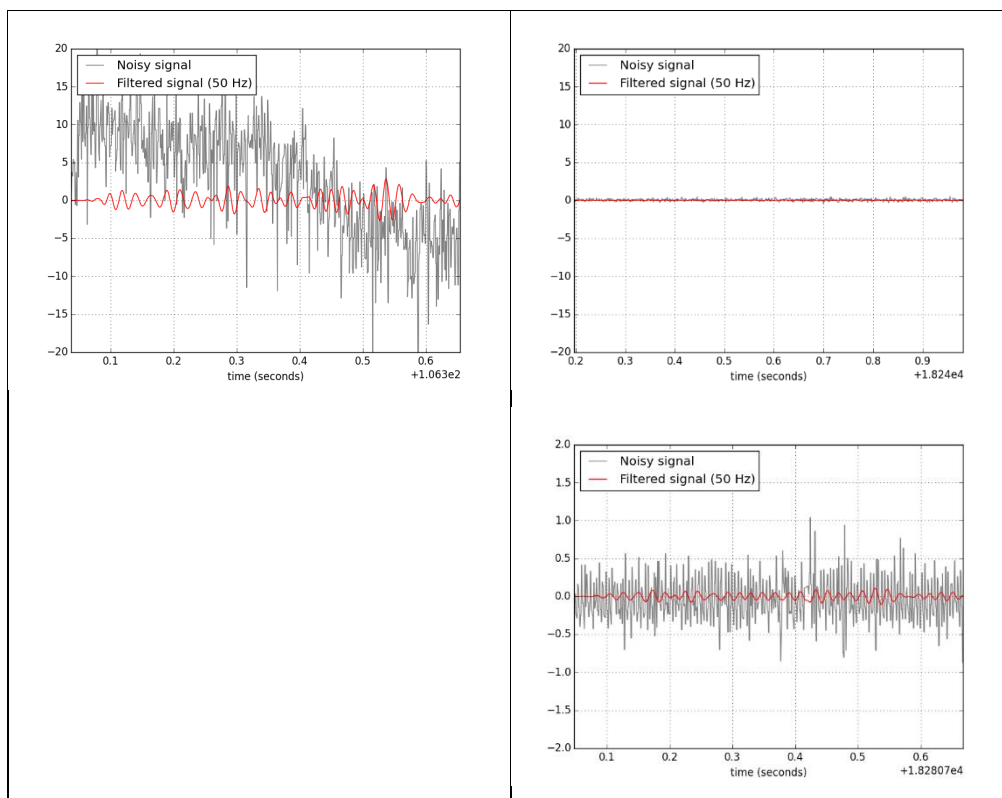 20
15
10
5
0
−5
−10
−15
−20
Noisy signal
Filtered signal (50 Hz)
0.1 0.2 0.3 0.4 0.5 0.6
time (seconds)
+1.063e2
20
15
10
5
0
−5
−10
−15
−20
Noisy signal
Filtered signal (50 Hz)
0.2 0.3 0.4 0.5 0.6 0.7 0.8 0.9
time (seconds)
+1.824e4
2.0
1.5
1.0
0.5
0.0
−0.5
−1.0
−1.5
−2.0
Noisy signal
Filtered signal (50 Hz)
0.1 0.2 0.3 0.4 0.5 0.6
time (seconds)
+1.82807e4